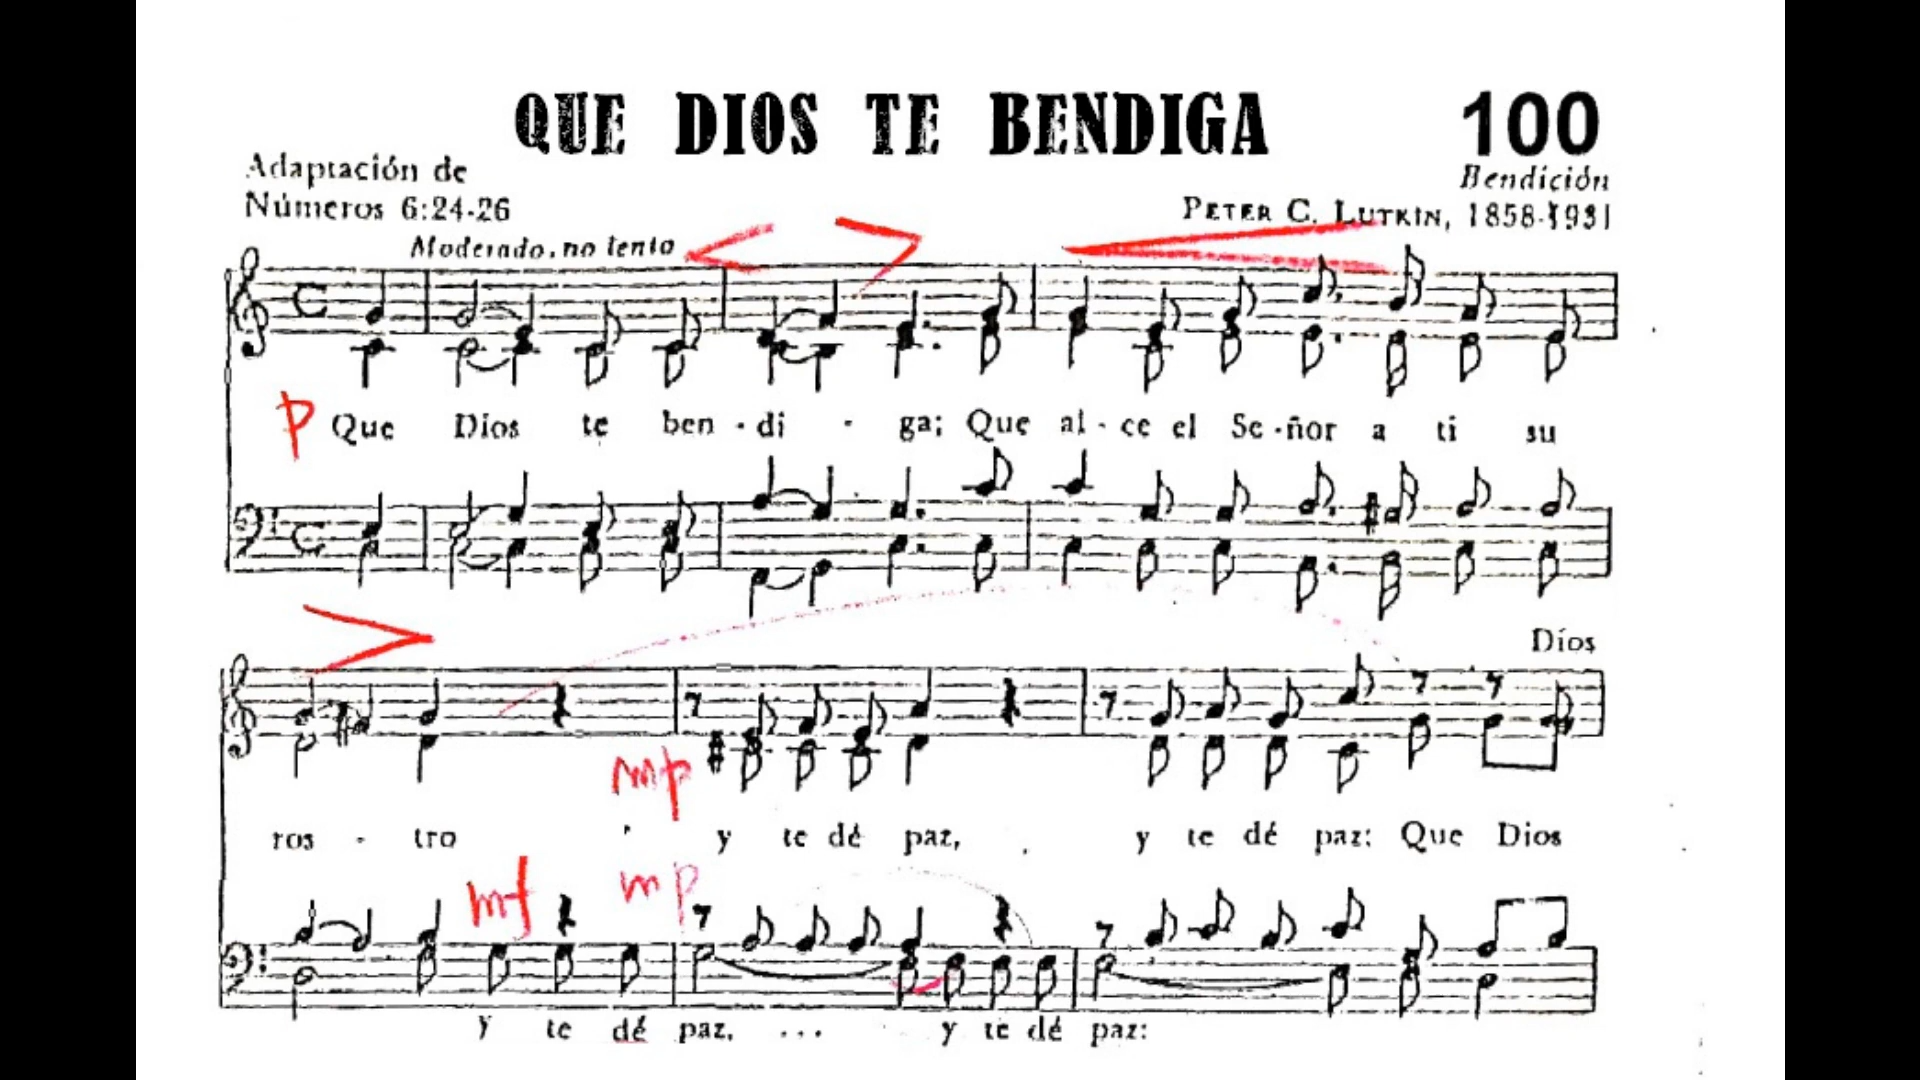 QUE DIOS TE BENDIGA 100
Adaptación de
Números 6:24-26
Bendición
PETER C. LUTKIN, 1858-1931
Moderado, no lento
p Que Dios te ben - di - ga; Que al - ce el Se - ñor a ti su
Dios
mp
ros - tro y te dé paz, y te dé paz: Que Dios
mf mp
y te dé paz, ... y te dé paz: